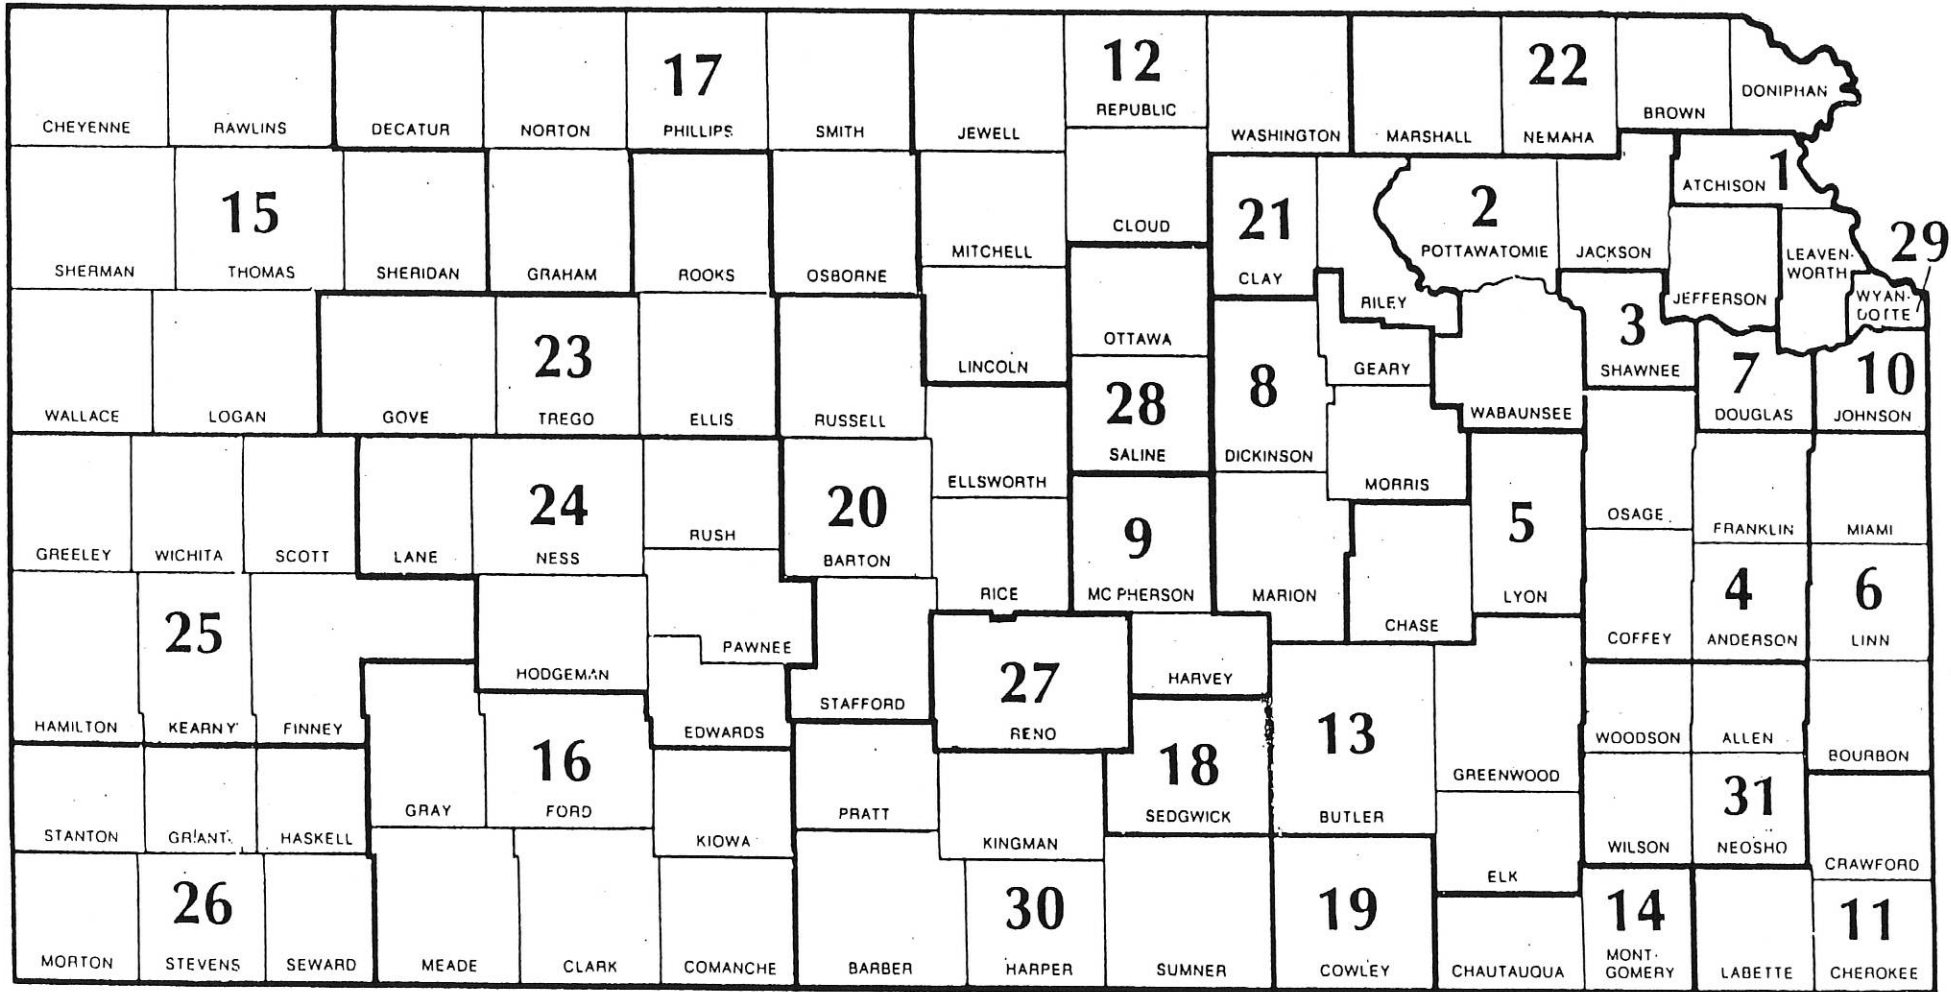 17
12
22
CHEYENNE
RAWLINS
DECATUR
NORTON
PHILLIPS
SMITH
JEWELL
REPUBLIC
WASHINGTON
MARSHALL
NEMAHA
BROWN
DONIPHAN
15
21
2
1
29
SHERMAN
THOMAS
SHERIDAN
GRAHAM
ROOKS
OSBORNE
MITCHELL
CLOUD
CLAY
RILEY
POTTAWATOMIE
JACKSON
ATCHISON
JEFFERSON
LEAVEN-
WORTH
WYAN-
DOTTE
23
28
8
3
7
10
WALLACE
LOGAN
GOVE
TREGO
ELLIS
RUSSELL
LINCOLN
OTTAWA
SALINE
DICKINSON
GEARY
WABAUNSEE
SHAWNEE
DOUGLAS
JOHNSON
24
20
9
5
GREELEY
WICHITA
SCOTT
LANE
NESS
RUSH
BARTON
ELLSWORTH
RICE
MC PHERSON
MARION
MORRIS
CHASE
LYON
OSAGE
FRANKLIN
MIAMI
25
27
4
6
HAMILTON
KEARNY
FINNEY
HODGEMAN
PAWNEE
EDWARDS
STAFFORD
RENO
HARVEY
COFFEY
ANDERSON
LINN
16
18
13
31
STANTON
GRANT
HASKELL
GRAY
FORD
KIOWA
PRATT
KINGMAN
SEDGWICK
BUTLER
GREENWOOD
WOODSON
ALLEN
BOURBON
WILSON
NEOSHO
CRAWFORD
26
30
19
14
11
MORTON
STEVENS
SEWARD
MEADE
CLARK
COMANCHE
BARBER
HARPER
SUMNER
COWLEY
ELK
CHAUTAUQUA
MONT-
GOMERY
LABETTE
CHEROKEE